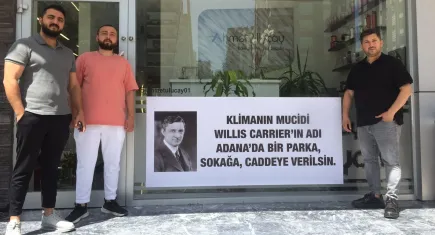 KLİMANIN MUCİDİ
WILLIS CARRIER'IN ADI
ADANA'DA BİR PARKA,
SOKAĞA, CADDEYE VERİLSİN.